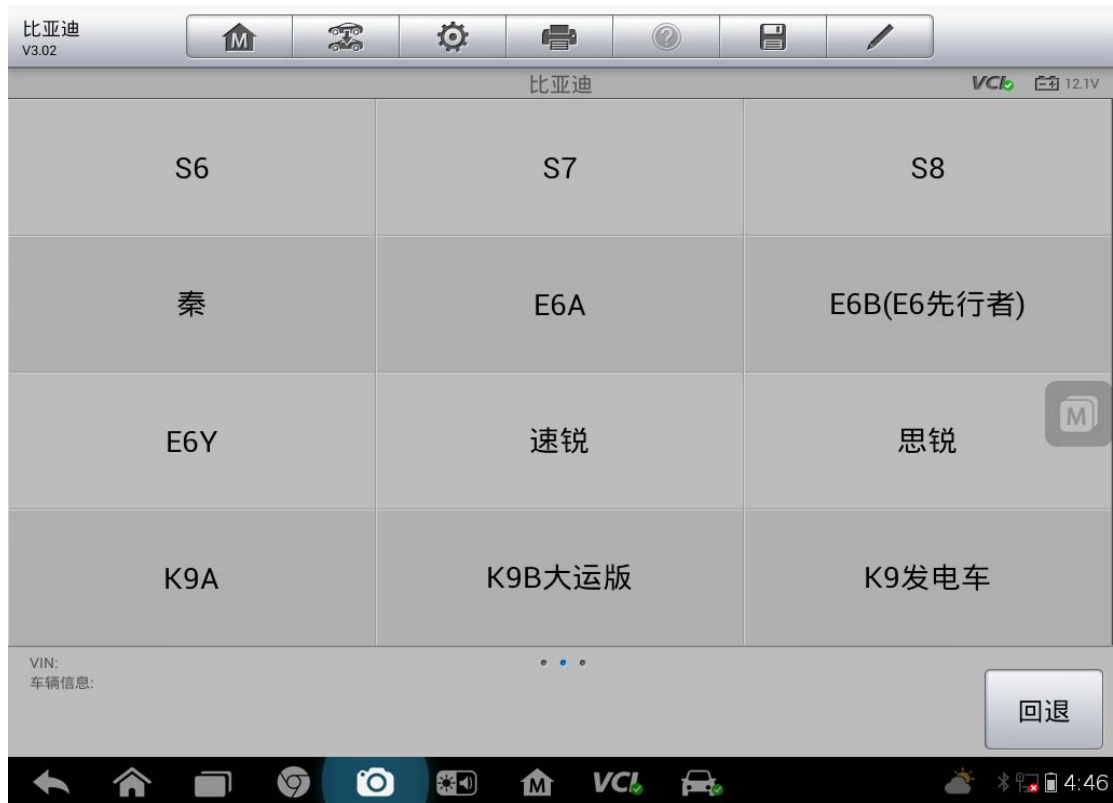 比亚迪
V3.02
比亚迪
VCI 12.1V
S6 S7 S8
秦 E6A E6B(E6先行者)
E6Y 速锐 思锐
M
K9A K9B大运版 K9发电车
VIN:
车辆信息:
回退
M VCI 4:46